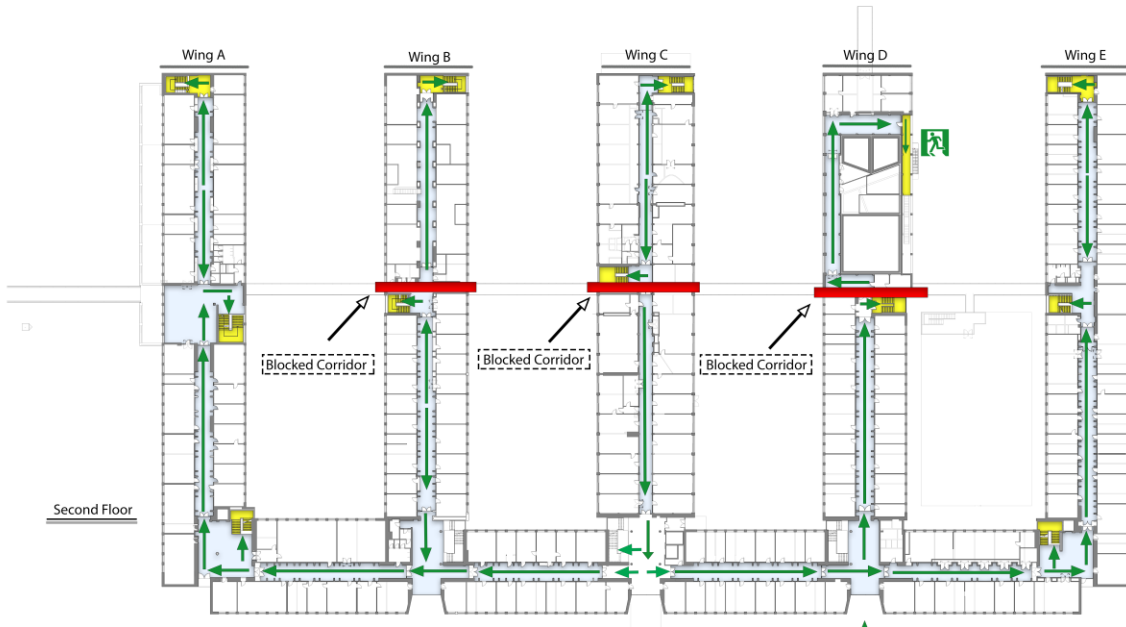 Wing A
Wing B
Wing C
Wing D
Wing E
Blocked Corridor
Blocked Corridor
Blocked Corridor
Second Floor